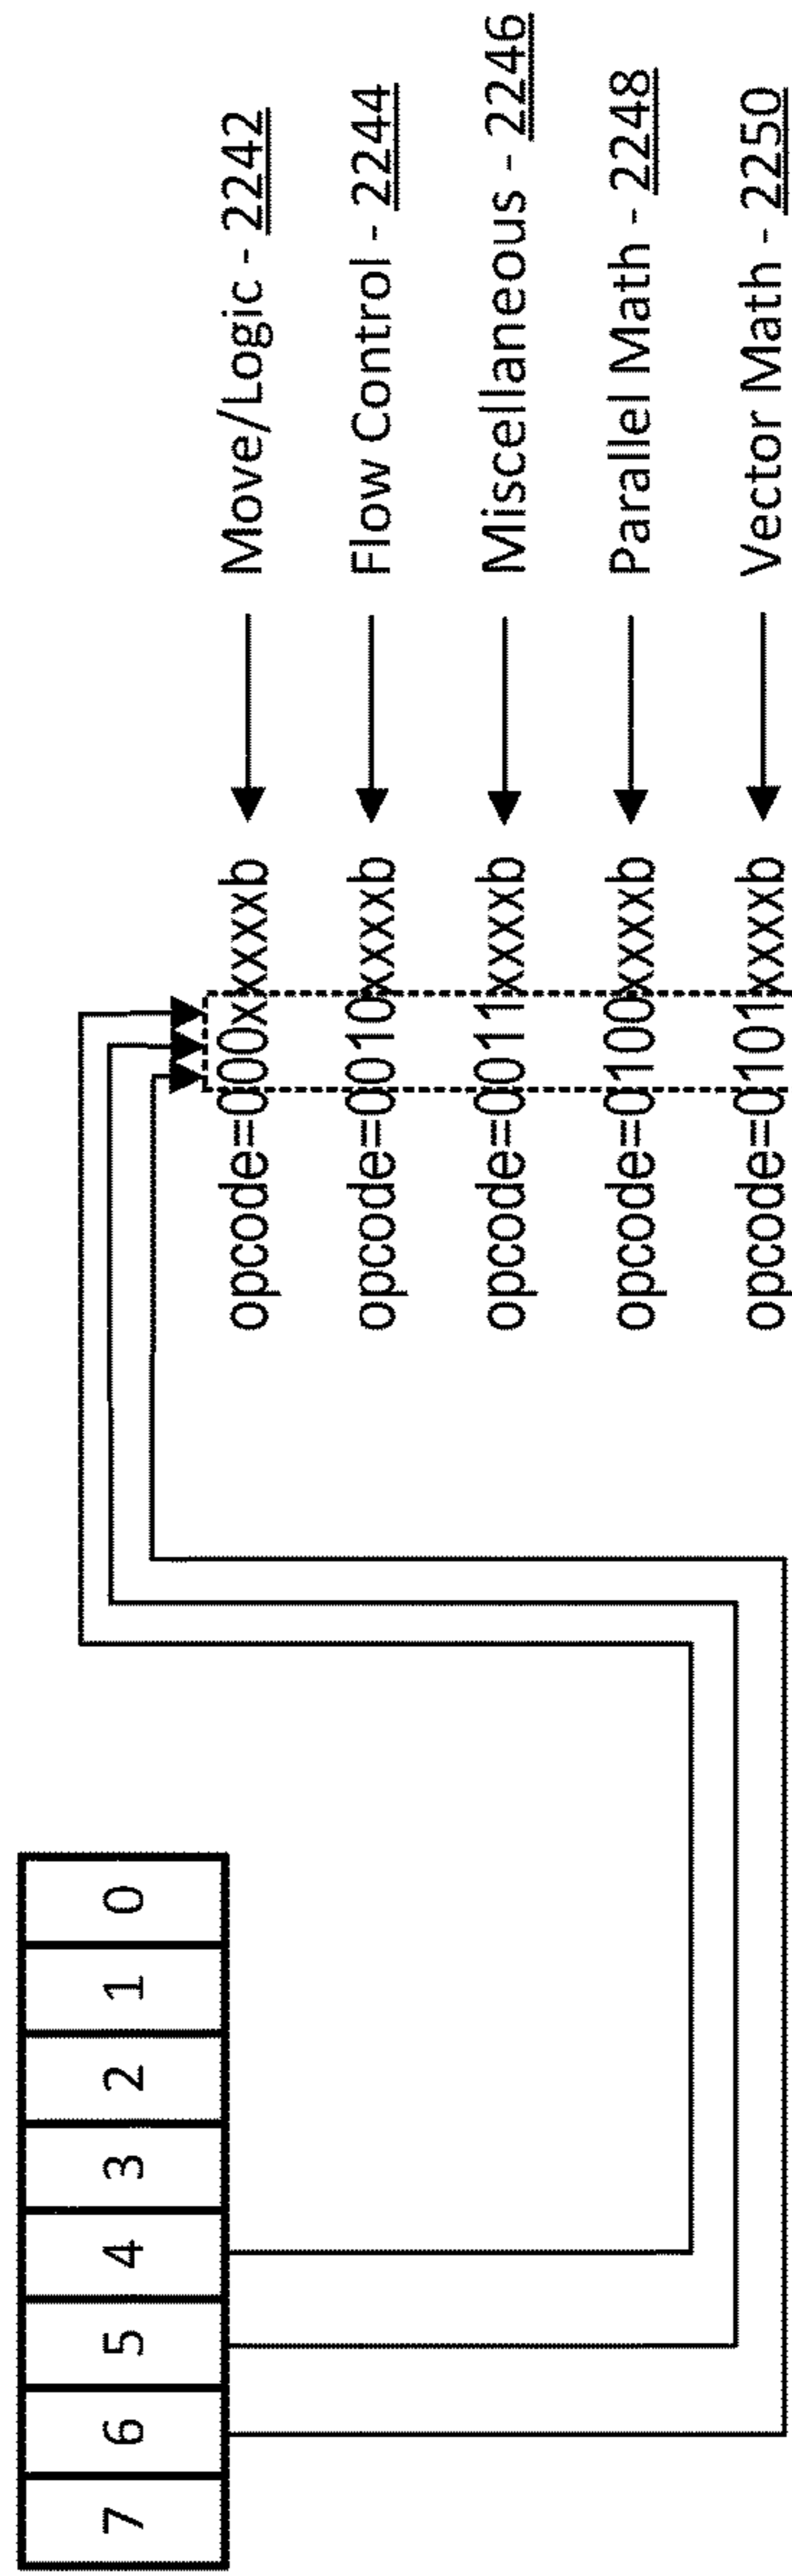 7 6 5 4 3 2 1 0
opcode=000xxxxxb Move/Logic - 2242
opcode=0010xxxxb Flow Control - 2244
opcode=0011xxxxb Miscellaneous - 2246
opcode=0100xxxxb Parallel Math - 2248
opcode=0101xxxxb Vector Math - 2250